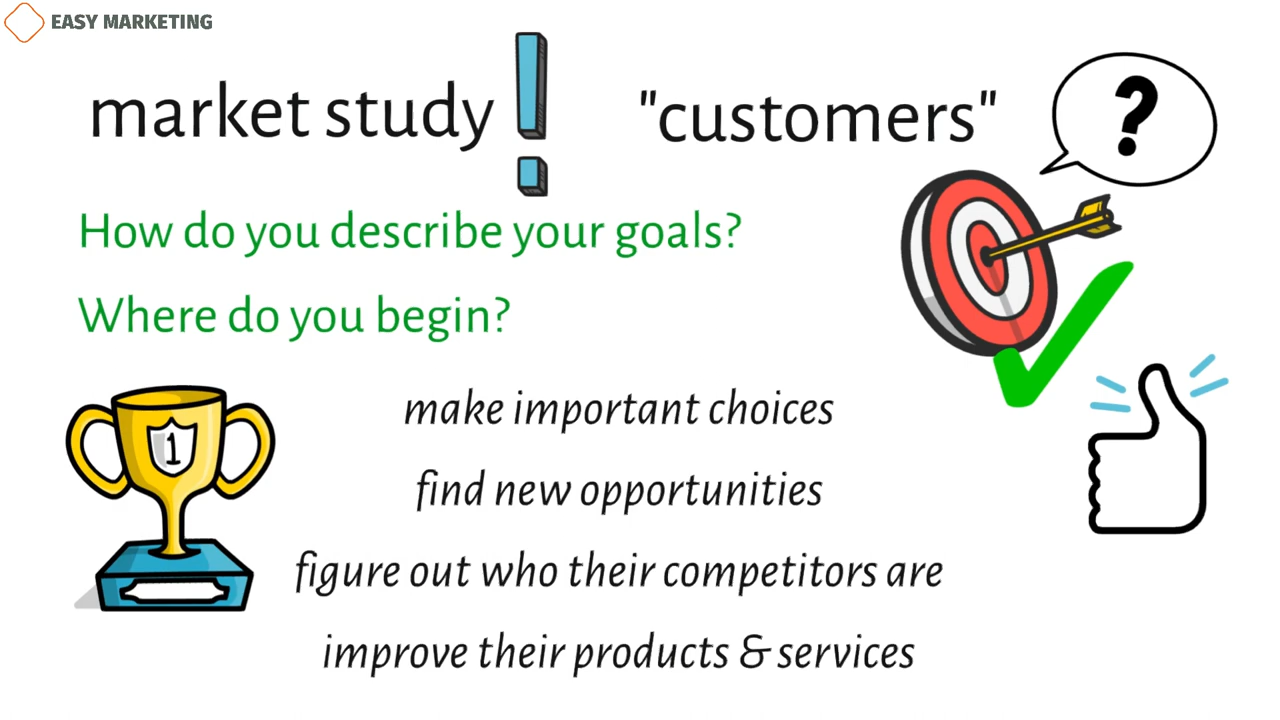 EASY MARKETING
market study
"customers"
?
How do you describe your goals?
Where do you begin?
1
make important choices
find new opportunities
figure out who their competitors are
improve their products & services